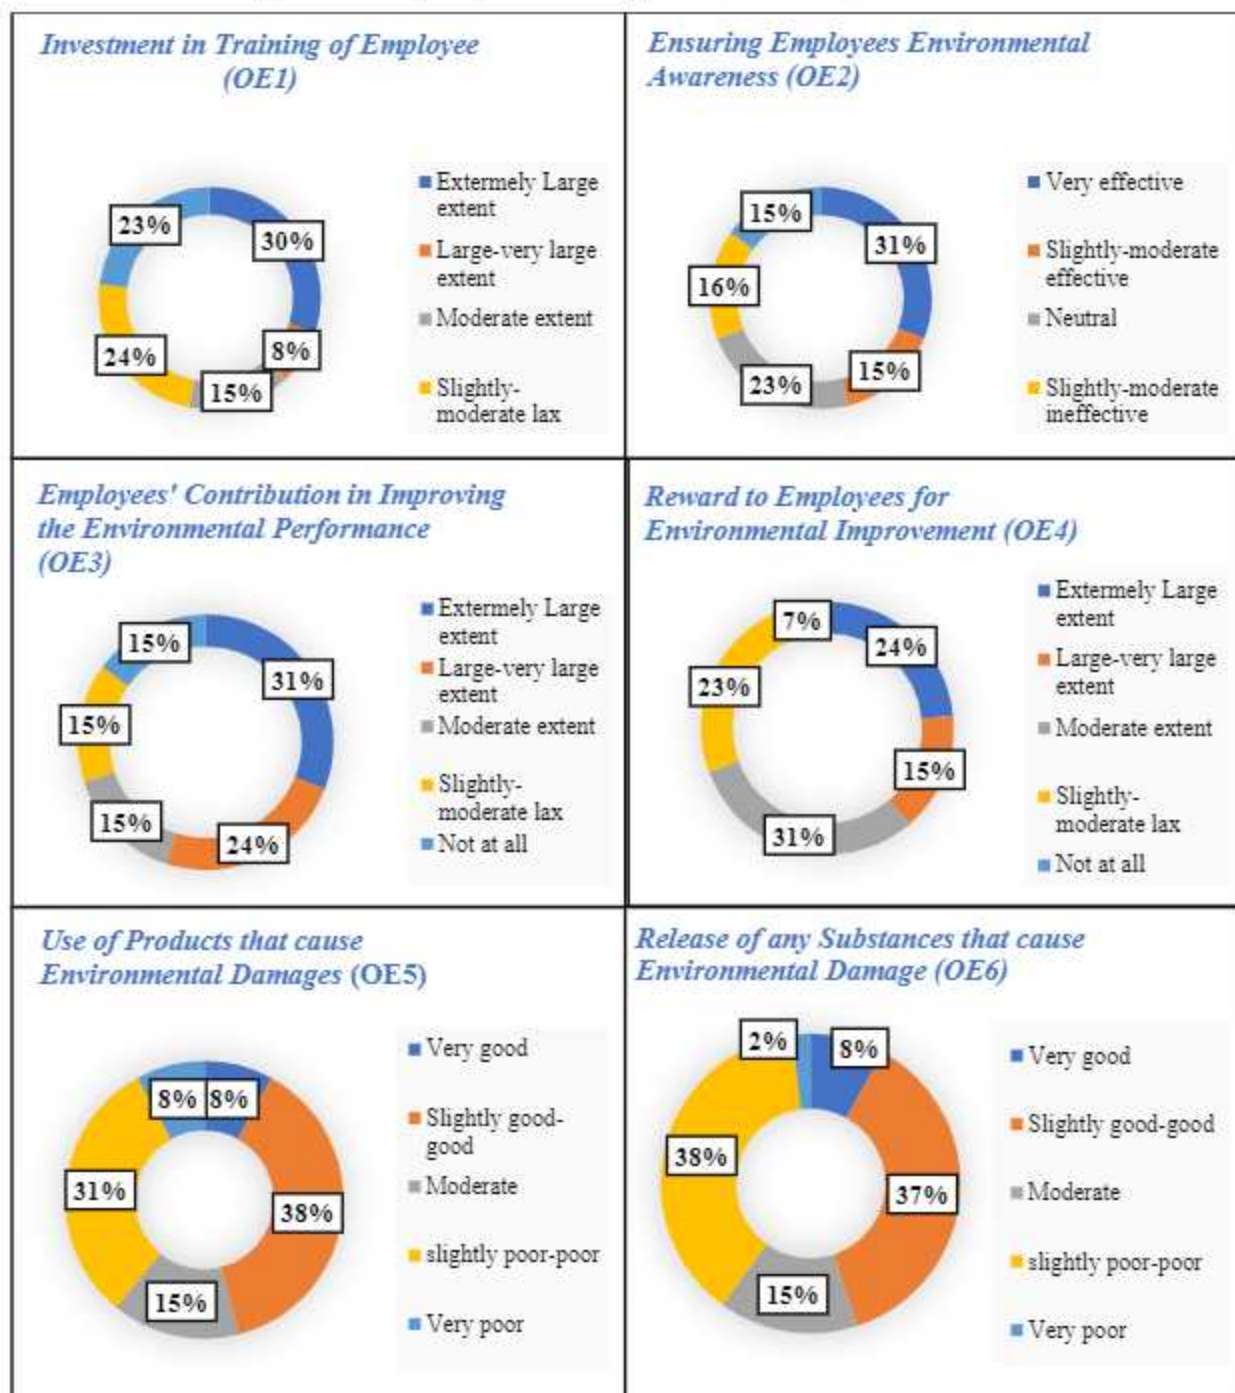 Investment in Training of Employee
(OE1)
23%
30%
24%
8%
15%
Extermely Large
extent
Large-very large
extent
Moderate extent
Slightly-
moderate lax
Ensuring Employees Environmental
Awareness (OE2)
15%
31%
16%
23%
15%
Very effective
Slightly-moderate
effective
Neutral
Slightly-moderate
ineffective
Employees' Contribution in Improving
the Environmental Performance
(OE3)
15%
31%
15%
15%
24%
Extermely Large
extent
Large-very large
extent
Moderate extent
Slightly-
moderate lax
Not at all
Reward to Employees for
Environmental Improvement (OE4)
7%
24%
23%
15%
31%
Extermely Large
extent
Large-very large
extent
Moderate extent
Slightly-
moderate lax
Not at all
Use of Products that cause
Environmental Damages (OE5)
8%
8%
31%
38%
15%
Very good
Slightly good-
good
Moderate
slightly poor-poor
Very poor
Release of any Substances that cause
Environmental Damage (OE6)
2%
8%
38%
37%
15%
Very good
Slightly good-good
Moderate
slightly poor-poor
Very poor